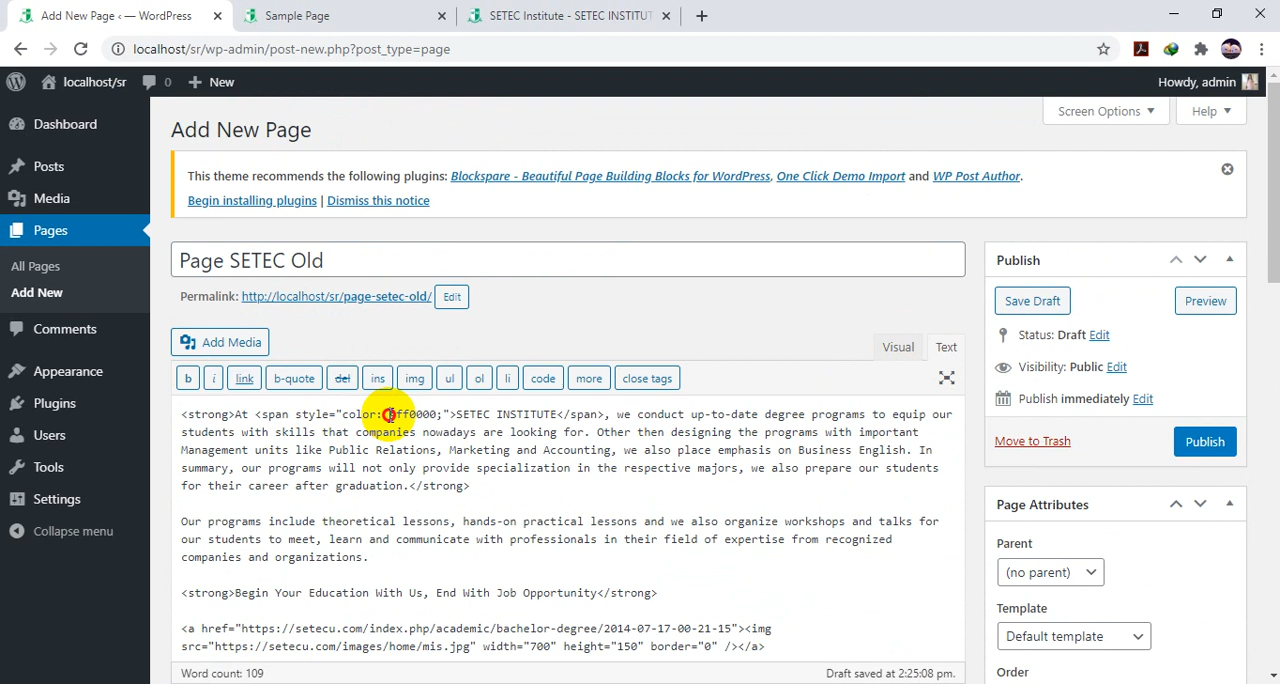 Add New Page ‹ — WordPress
Sample Page
SETEC Institute - SETEC INSTITUT
localhost/sr/wp-admin/post-new.php?post_type=page
localhost/sr
0
New
Howdy, admin
Dashboard
Posts
Media
Pages
All Pages
Add New
Comments
Appearance
Plugins
Users
Tools
Settings
Collapse menu
Screen Options
Help
Add New Page
This theme recommends the following plugins: Blockspare - Beautiful Page Building Blocks for WordPress, One Click Demo Import and WP Post Author.
Begin installing plugins | Dismiss this notice
Page SETEC Old
Permalink: http://localhost/sr/page-setec-old/ Edit
Add Media
Visual
Text
b
i
link
b-quote
del
ins
img
ul
ol
li
code
more
close tags
<strong>At <span style="color: ff0000;">SETEC INSTITUTE</span>, we conduct up-to-date degree programs to equip our
students with skills that companies nowadays are looking for. Other then designing the programs with important
Management units like Public Relations, Marketing and Accounting, we also place emphasis on Business English. In
summary, our programs will not only provide specialization in the respective majors, we also prepare our students
for their career after graduation.</strong>
Our programs include theoretical lessons, hands-on practical lessons and we also organize workshops and talks for
our students to meet, learn and communicate with professionals in their field of expertise from recognized
companies and organizations.
<strong>Begin Your Education With Us, End With Job Opportunity</strong>
<a href="https://setecu.com/index.php/academic/bachelor-degree/2014-07-17-00-21-15"><img
src="https://setecu.com/images/home/mis.jpg" width="700" height="150" border="0" /></a>
Word count: 109
Draft saved at 2:25:08 pm.
Publish
Save Draft
Preview
Status: Draft Edit
Visibility: Public Edit
Publish immediately Edit
Move to Trash
Publish
Page Attributes
Parent
(no parent)
Template
Default template
Order